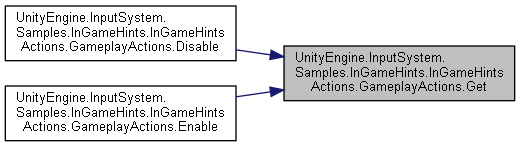 UnityEngine.InputSystem.
Samples.InGameHints.InGameHints
Actions.GameplayActions.Disable
UnityEngine.InputSystem.
Samples.InGameHints.InGameHints
Actions.GameplayActions.Get
UnityEngine.InputSystem.
Samples.InGameHints.InGameHints
Actions.GameplayActions.Enable